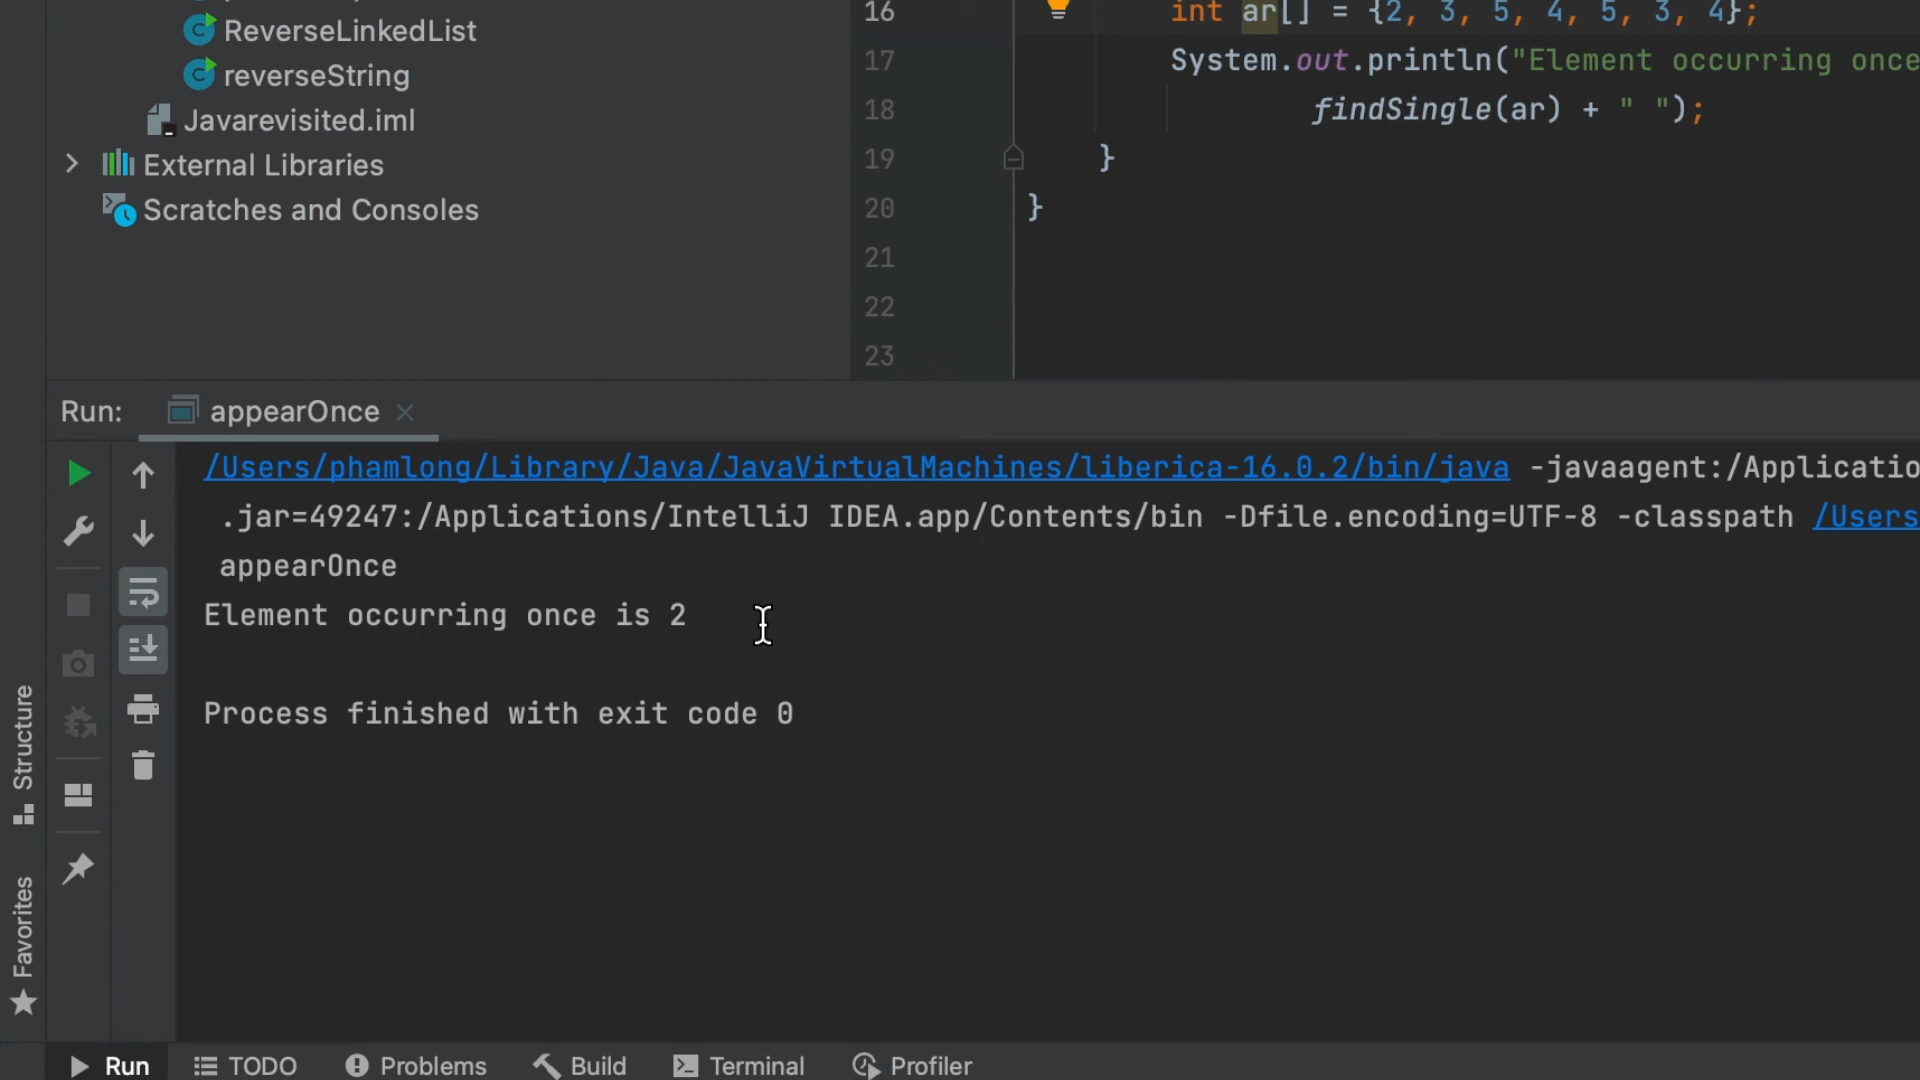 ReverseLinkedList
reverseString
Javarevisited.iml
External Libraries
Scratches and Consoles
16 int ar[] = {2, 3, 5, 4, 5, 3, 4};
17 System.out.println("Element occurring once
18 findSingle(ar) + " ");
19 }
20 }
21
22
23
Run: appearOnce
/Users/phamlong/Library/Java/JavaVirtualMachines/liberica-16.0.2/bin/java -javaagent:/Applicatio
.jar=49247:/Applications/IntelliJ IDEA.app/Contents/bin -Dfile.encoding=UTF-8 -classpath /Users
appearOnce
Element occurring once is 2
Process finished with exit code 0
Structure
Favorites
Run TODO Problems Build Terminal Profiler